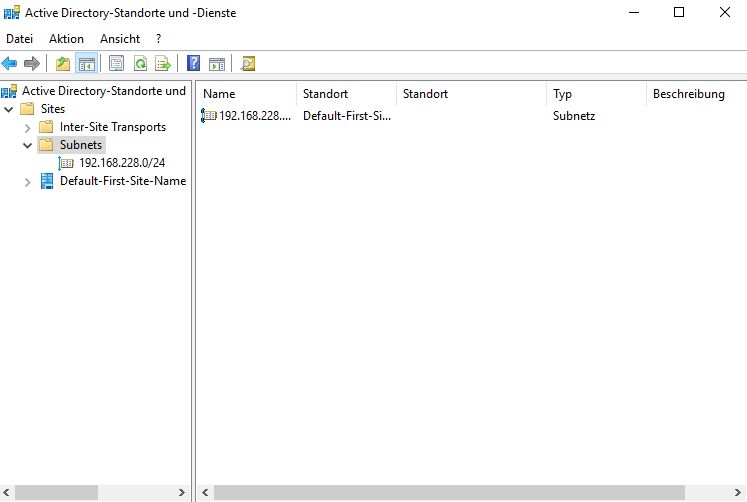 Active Directory-Standorte und -Dienste
Datei Aktion Ansicht ?
Active Directory-Standorte und
Sites
Inter-Site Transports
Subnets
192.168.228.0/24
Default-First-Site-Name
Name Standort Standort Typ Beschreibung
192.168.228.... Default-First-Si... Subnetz